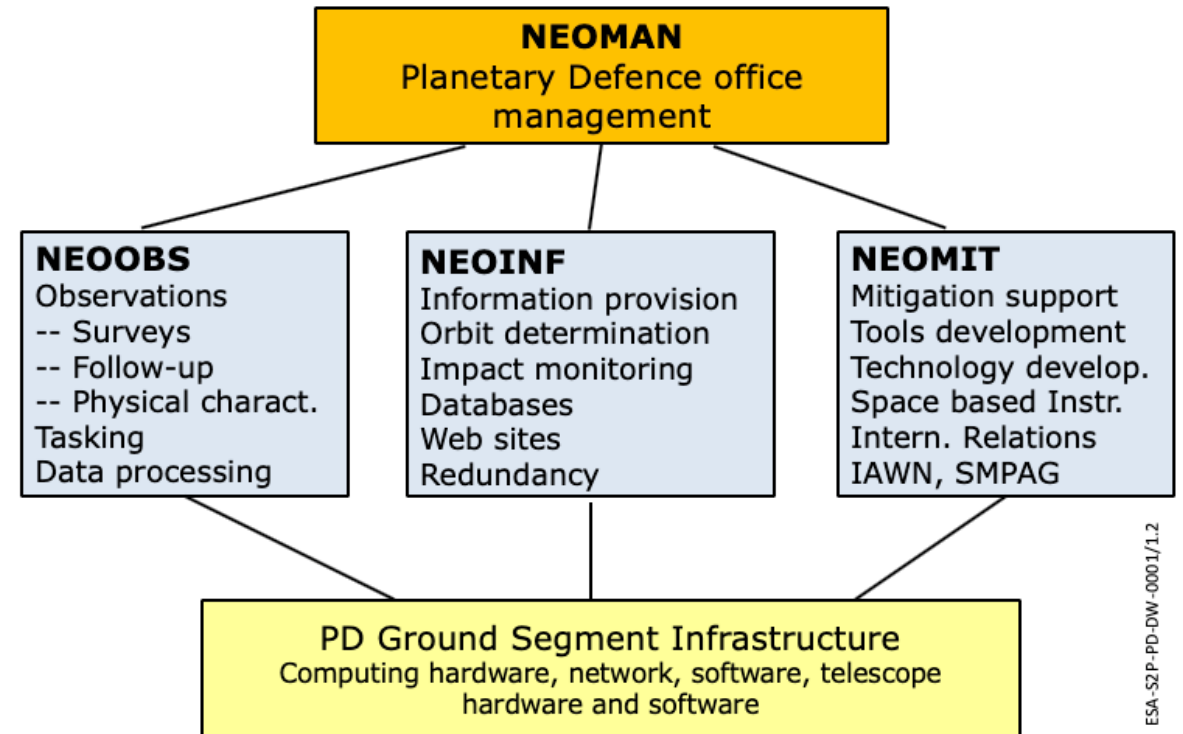 NEOMAN
Planetary Defence office
management
NEOOBS
Observations
-- Surveys
-- Follow-up
-- Physical charact.
Tasking
Data processing
NEOINF
Information provision
Orbit determination
Impact monitoring
Databases
Web sites
Redundancy
NEOMIT
Mitigation support
Tools development
Technology develop.
Space based Instr.
Intern. Relations
IAWN, SMPAG
PD Ground Segment Infrastructure
Computing hardware, network, software, telescope
hardware and software
ESA-S2P-PD-DW-0001/1.2